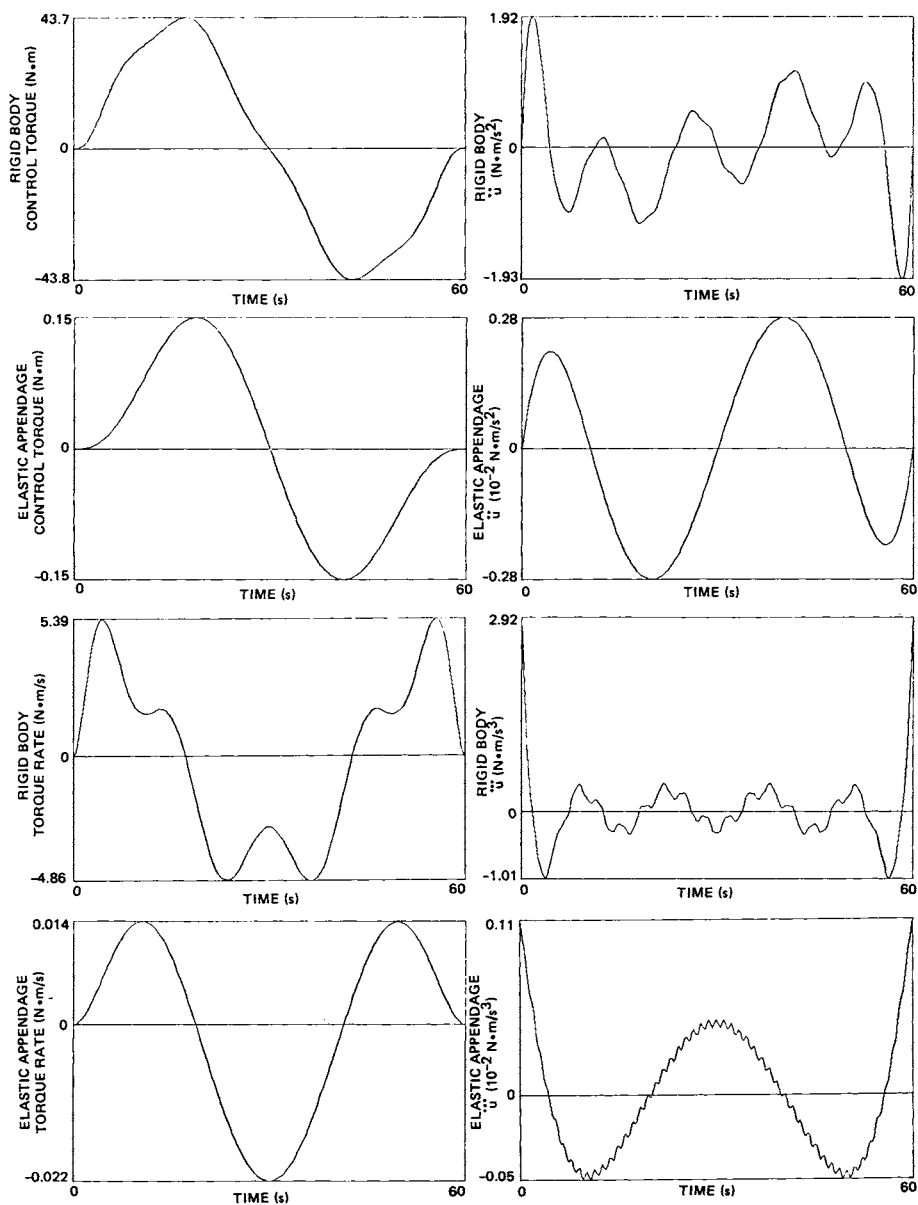 43.7
RIGID BODY
CONTROL TORQUE (N•m)
0
-43.8
0
TIME (s)
60
1.92
RIGID BODY
ü (N•m/s²)
0
-1.93
0
TIME (s)
60
0.15
ELASTIC APPENDAGE
CONTROL TORQUE (N•m)
0
-0.15
0
TIME (s)
60
0.28
ELASTIC APPENDAGE
ü (10⁻² N•m/s²)
0
-0.28
0
TIME (s)
60
5.39
RIGID BODY
TORQUE RATE (N•m/s)
0
-4.86
0
TIME (s)
60
2.92
RIGID BODY
u⃛ (N•m/s³)
0
-1.01
0
TIME (s)
60
0.014
ELASTIC APPENDAGE
TORQUE RATE (N•m/s)
0
-0.022
0
TIME (s)
60
0.11
ELASTIC APPENDAGE
u⃛ (10⁻² N•m/s³)
0
-0.05
0
TIME (s)
60